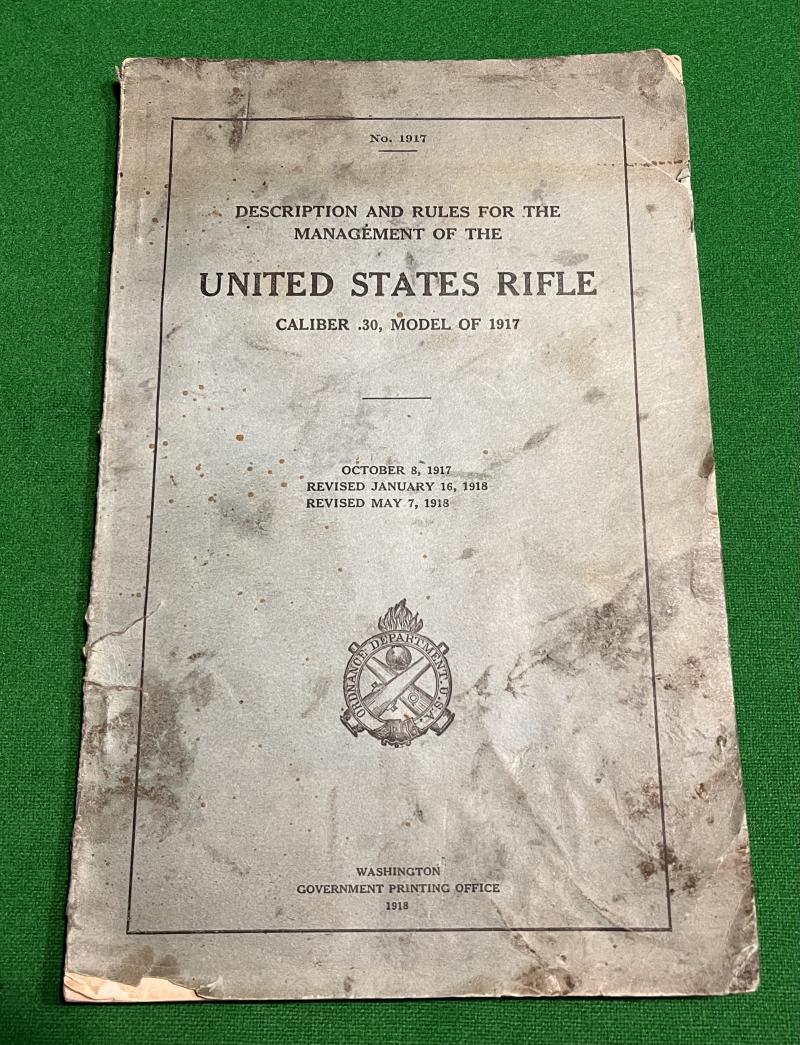 No. 1917
DESCRIPTION AND RULES FOR THE
MANAGEMENT OF THE
UNITED STATES RIFLE
CALIBER .30, MODEL OF 1917
OCTOBER 8, 1917
REVISED JANUARY 16, 1918
REVISED MAY 7, 1918
ORDNANCE DEPARTMENT. U.S.A.
WASHINGTON
GOVERNMENT PRINTING OFFICE
1918